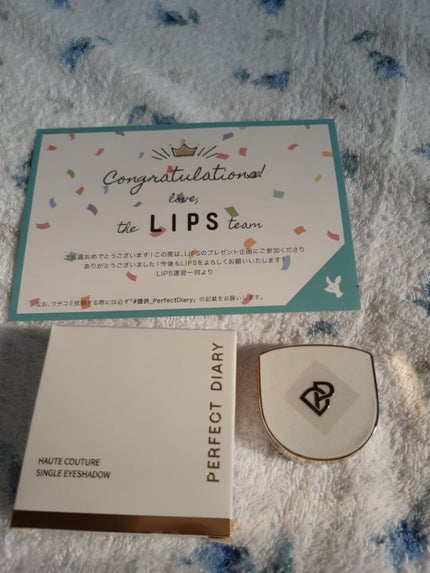 Congratulations!
love,
the LIPS team
ご当選おめでとうございます！この度は、LIPSのプレゼント企画にご参加くださり
ありがとうございました！今後もLIPSをよろしくお願いいたします！
LIPS運営一同より
なお、クチコミ投稿する際には必ず「#提供_PerfectDiary」の記載をお願いします。
PERFECT DIARY
HAUTE COUTURE
SINGLE EYESHADOW